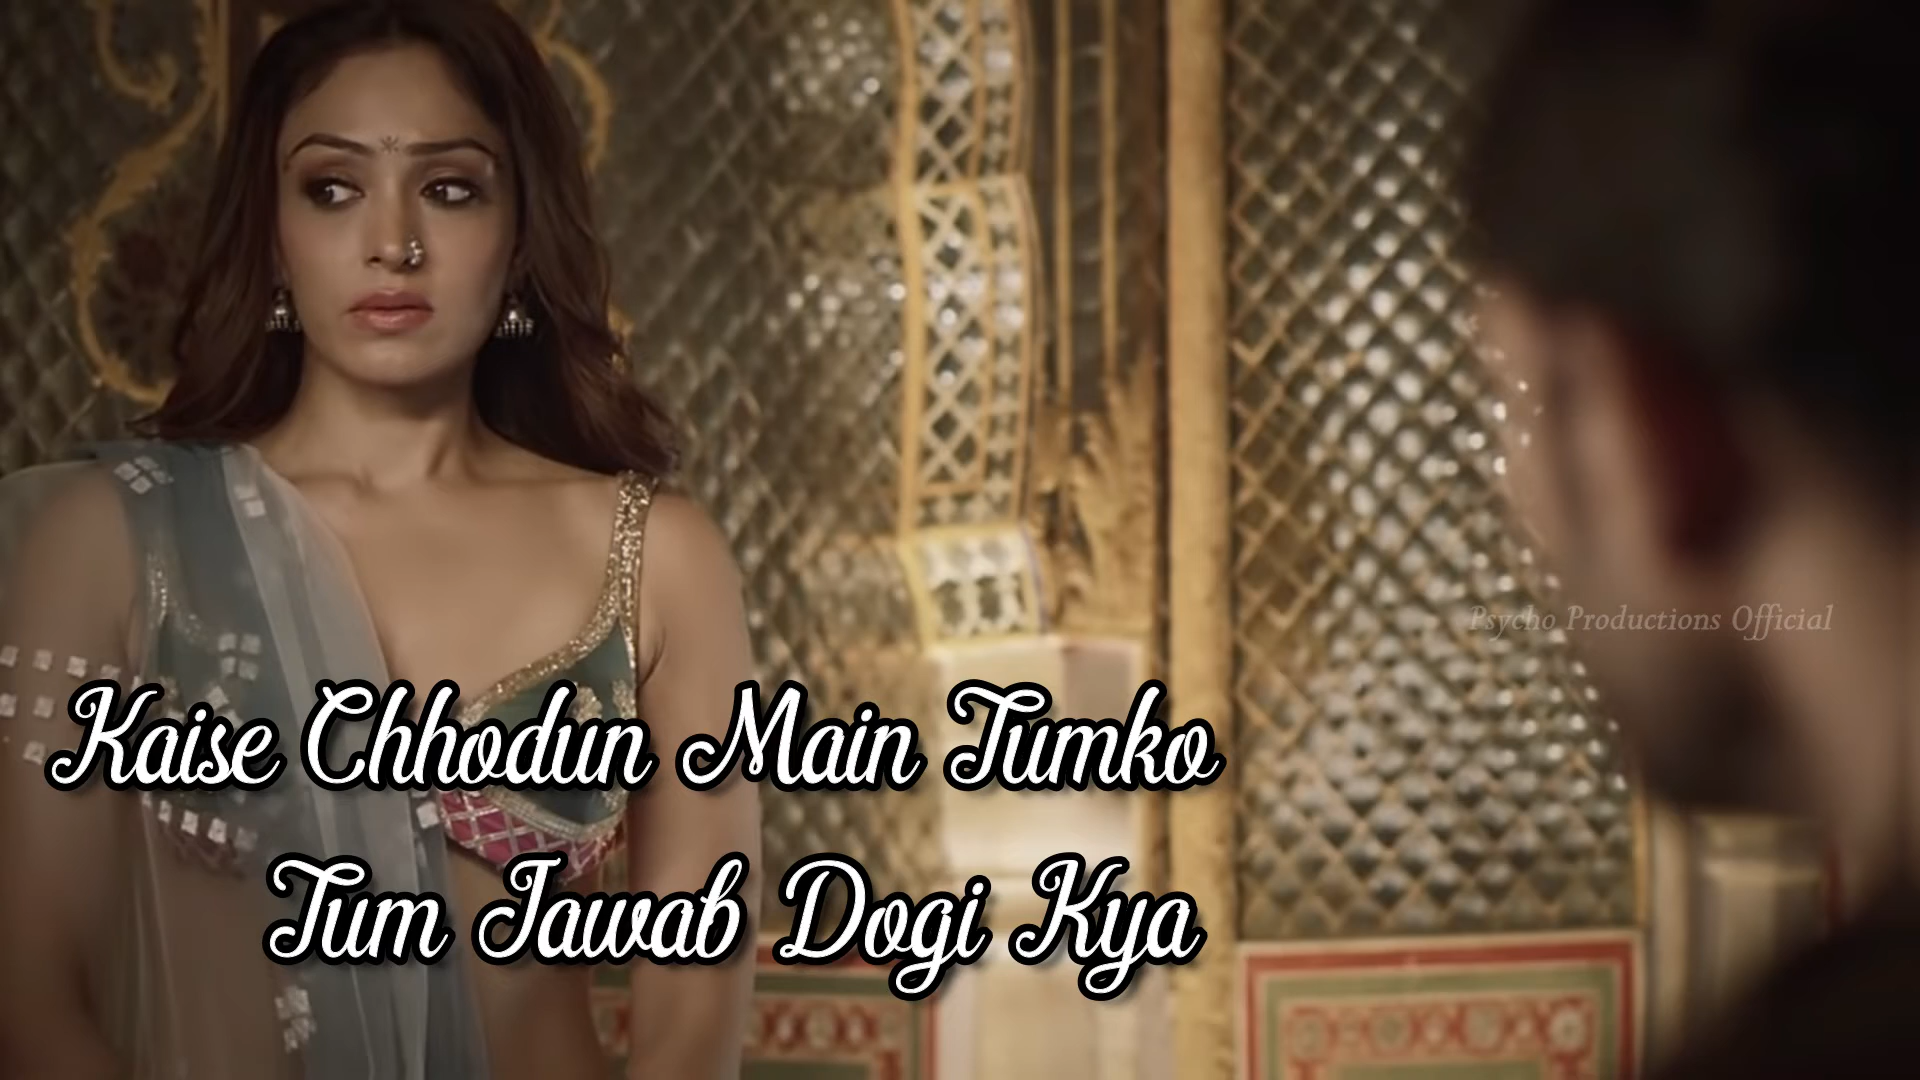 Psycho Productions Official
Kaise Chhodun Main Tumko
Tum Jawab Dogi Kya